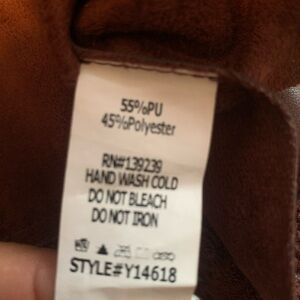 55%PU
45%Polyester
RN#139239
HAND WASH COLD
DO NOT BLEACH
DO NOT IRON
STYLE#Y14618